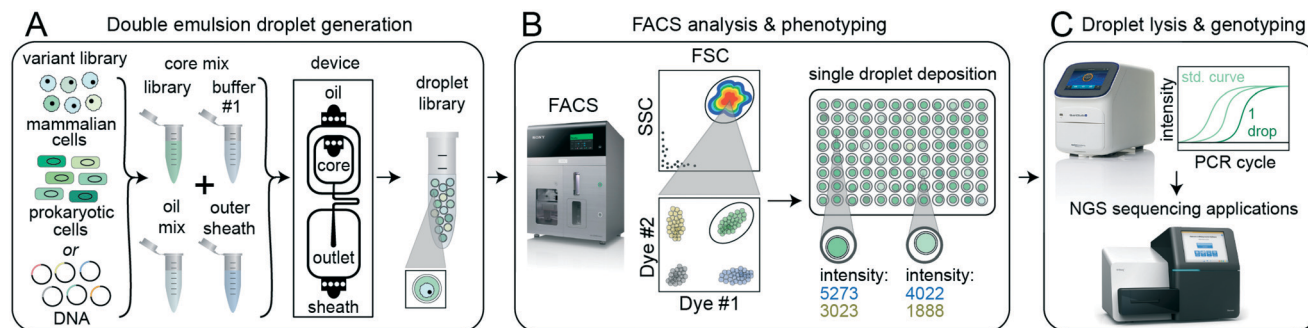 A
Double emulsion droplet generation
variant library
mammalian
cells
prokaryotic
cells
or
DNA
core mix
library
buffer
#1
+
oil
mix
outer
sheath
device
oil
core
outlet
sheath
droplet
library
B
FACS analysis & phenotyping
FACS
FSC
SSC
Dye #2
Dye #1
single droplet deposition
intensity:
5273
3023
intensity:
4022
1888
C
Droplet lysis & genotyping
intensity
std. curve
1
drop
PCR cycle
NGS sequencing applications